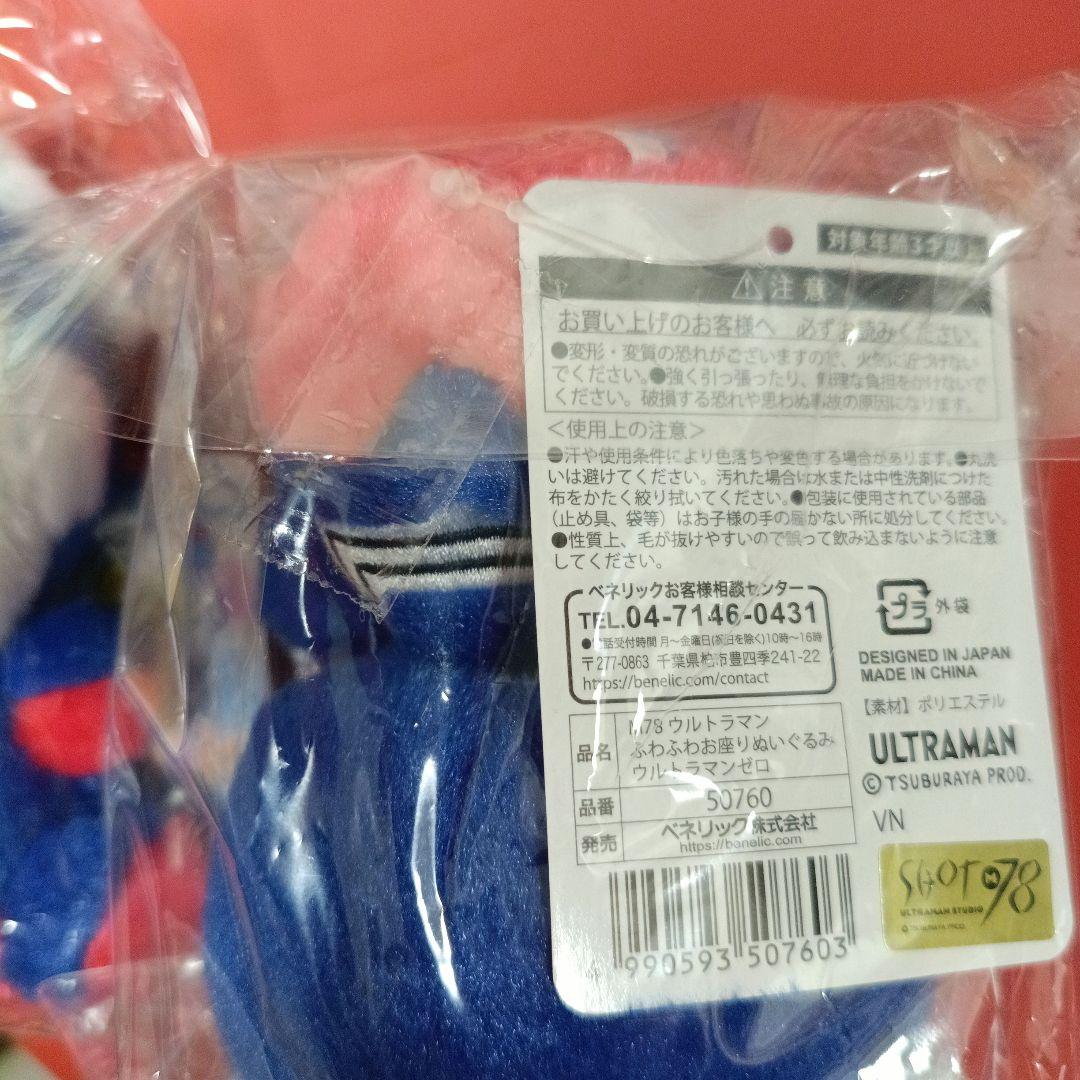 対象年齢3才以上
⚠注意
お買い上げのお客様へ 必ずお読みください。
●変形・変質の恐れがございますので、火気に近づけない
でください。●強く引っ張ったり、無理な負担をかけないで
ください。破損する恐れや思わぬ事故の原因になります。
<使用上の注意>
●汗や使用条件により色落ちや変色する場合があります。●丸洗
いは避けてください。汚れた場合は水または中性洗剤につけた
布をかたく絞り拭いてください。●包装に使用されている部品
(止め具、袋等)はお子様の手の届かない所に処分してください。
●性質上、毛が抜けやすいので誤って飲み込まないように注意
してください。
ベネリックお客様相談センター
TEL.04-7146-0431
●電話受付時間 月~金曜日(祝日を除く)10時~16時
〒277-0863 千葉県柏市豊四季241-22
https://benelic.com/contact
プラ 外袋
DESIGNED IN JAPAN
MADE IN CHINA
【素材】ポリエステル
ULTRAMAN
© TSUBURAYA PROD.
VN
品名 M78 ウルトラマン
ふわふわお座りぬいぐるみ
ウルトラマンゼロ
品番 50760
発売 ベネリック株式会社
https://benelic.com
990593 507603
SHOT M78
ULTRAMAN STUDIO
© TSUBURAYA PROD.